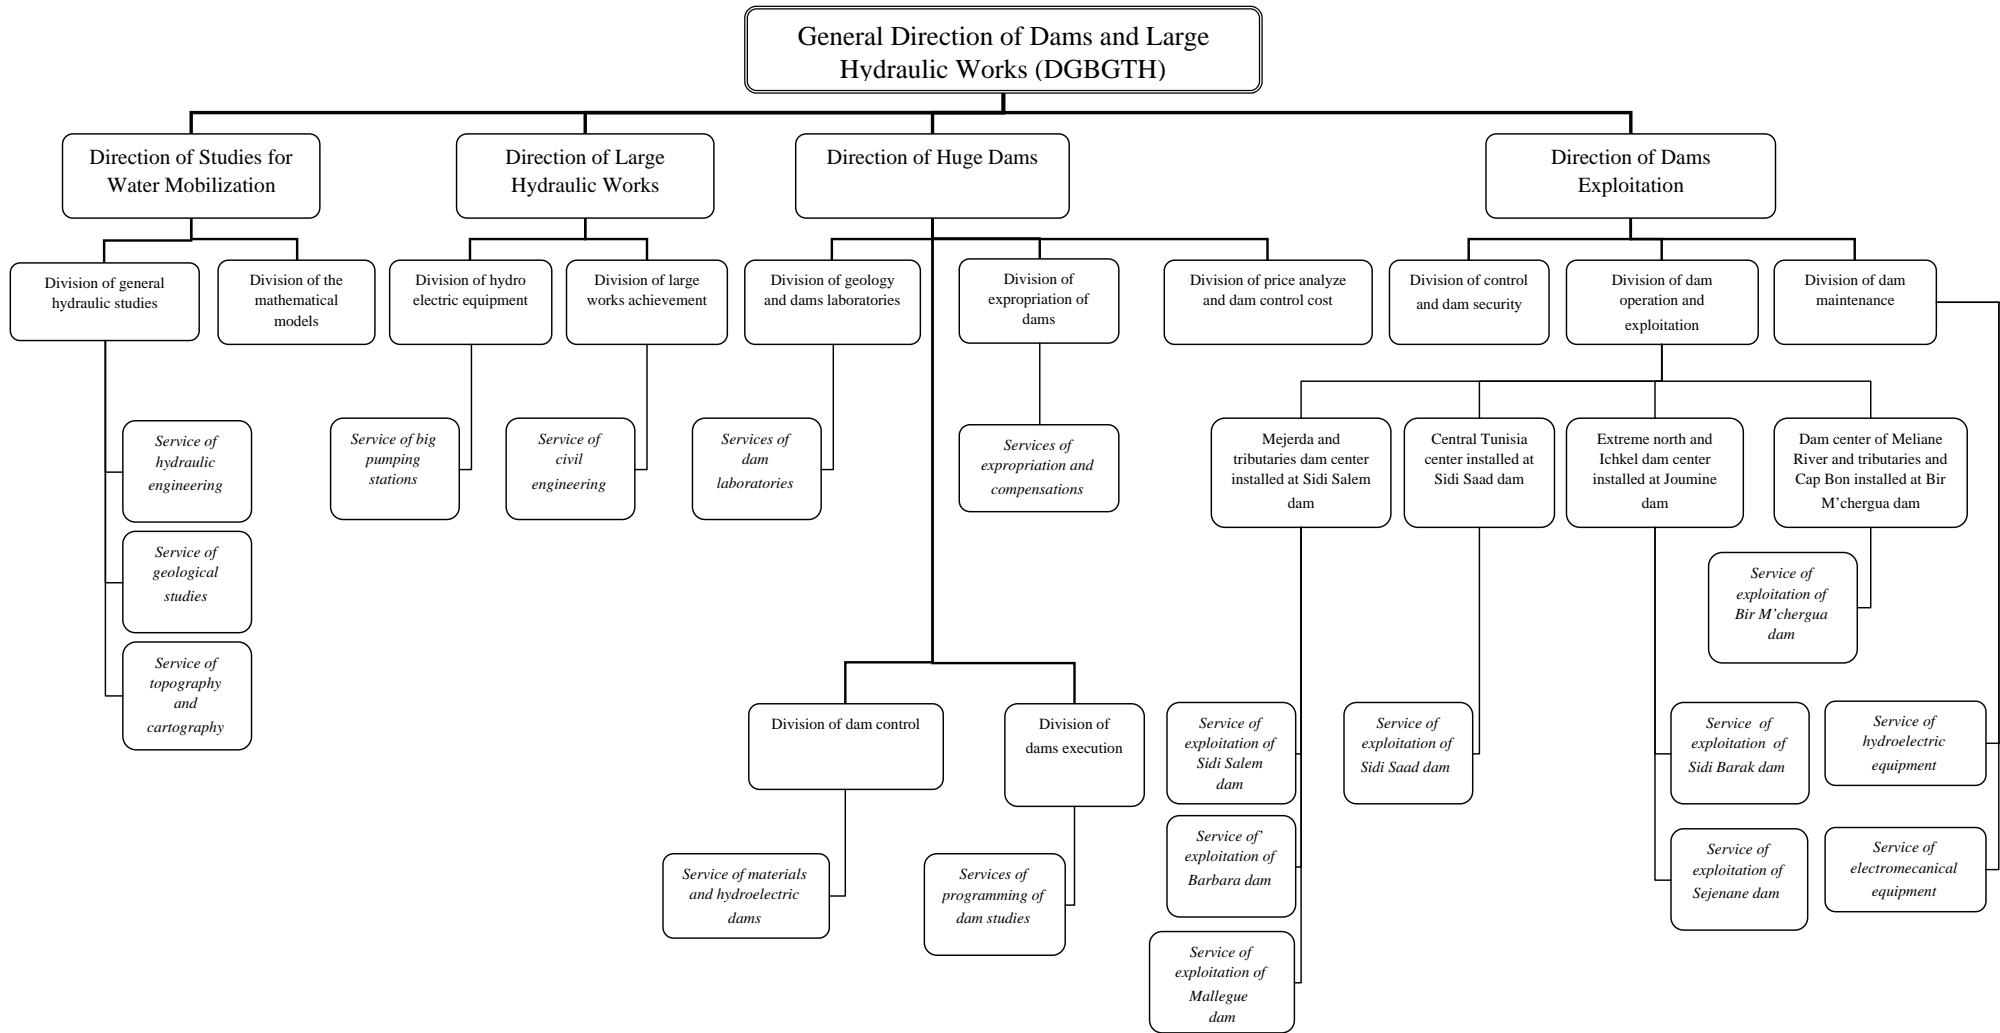 General Direction of Dams and Large
Hydraulic Works (DGBGTH)
Direction of Studies for
Water Mobilization
Direction of Large
Hydraulic Works
Direction of Huge Dams
Direction of Dams
Exploitation
Division of general
hydraulic studies
Division of the
mathematical
models
Division of hydro
electric equipment
Division of large
works achievement
Division of geology
and dams laboratories
Division of
expropriation of
dams
Division of price analyze
and dam control cost
Division of control
and dam security
Division of dam
operation and
exploitation
Division of dam
maintenance
Service of
hydraulic
engineering
Service of big
pumping
stations
Service of
civil
engineering
Services of
dam
laboratories
Services of
expropriation and
compensations
Mejerda and
tributaries dam center
installed at Sidi Salem
dam
Central Tunisia
center installed at
Sidi Saad dam
Extreme north and
Ichkel dam center
installed at Joumine
dam
Dam center of Meliane
River and tributaries and
Cap Bon installed at Bir
M’chergua dam
Service of
geological
studies
Service of
exploitation of
Bir M’chergua
dam
Service of
topography
and
cartography
Division of dam control
Division of
dams execution
Service of
exploitation of
Sidi Salem
dam
Service of
exploitation of
Sidi Saad dam
Service  of
exploitation  of
Sidi Barak dam
Service of
hydroelectric
equipment
Service of materials
and hydroelectric
dams
Services of
programming of
dam studies
Service of’
exploitation of
Barbara dam
Service of
exploitation of
Sejenane dam
Service of
electromecanical
equipment
Service of
exploitation of
Mallegue
dam